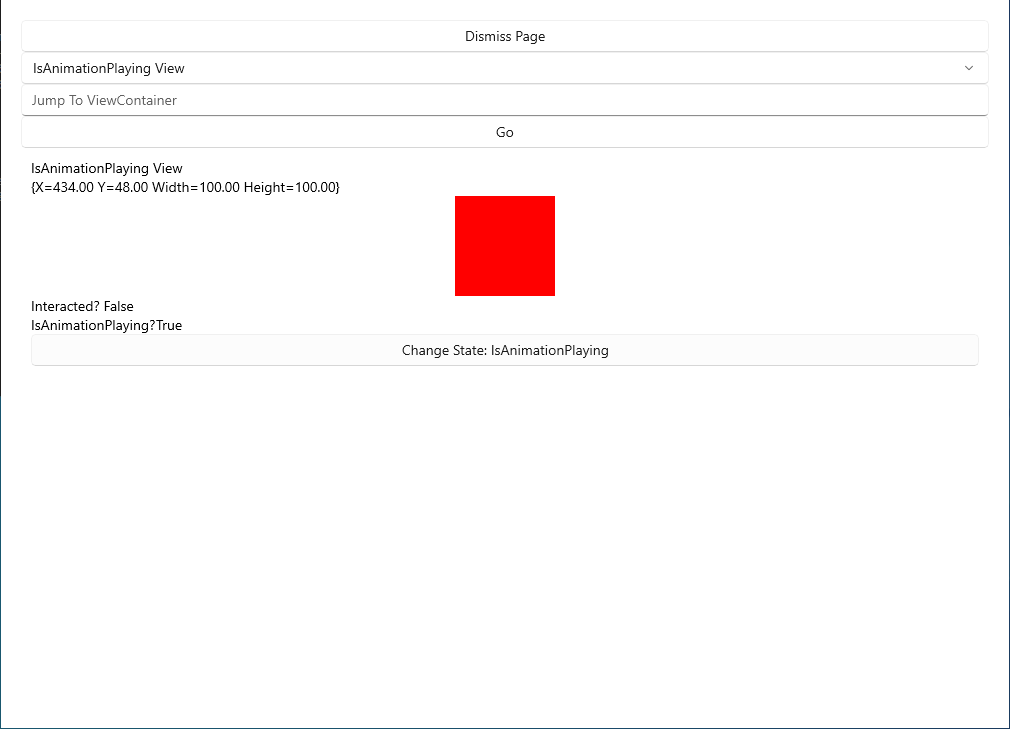 Dismiss Page
IsAnimationPlaying View
Jump To ViewContainer
Go
IsAnimationPlaying View
{X=434.00 Y=48.00 Width=100.00 Height=100.00}
Interacted? False
IsAnimationPlaying?True
Change State: IsAnimationPlaying